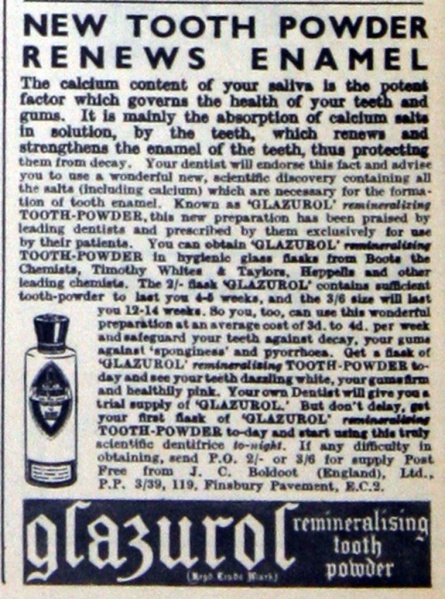 NEW TOOTH POWDER
RENEWS ENAMEL
The calcium content of your saliva is the potent
factor which governs the health of your teeth and
gums. It is mainly the absorption of calcium salts
in solution, by the teeth, which renews and
strengthens the enamel of the teeth, thus protecting
them from decay. Your dentist will endorse this fact and advise
you to use a wonderful new, scientific discovery containing all
the salts (including calcium) which are necessary for the forma-
tion of tooth enamel. Known as 'GLAZUROL' remineralizing
TOOTH-POWDER, this new preparation has been praised by
leading dentists and prescribed by them exclusively for use
by their patients. You can obtain 'GLAZUROL' remineralizing
TOOTH-POWDER in hygienic glass flasks from Boots the
Chemists, Timothy Whites & Taylors, Heppells and other
leading chemists. The 2/- flask 'GLAZUROL' contains sufficient
tooth-powder to last you 4-6 weeks, and the 3/6 size will last
you 12-14 weeks. So you, too, can use this wonderful
preparation at an average cost of 3d. to 4d. per week
and safeguard your teeth against decay, your gums
against 'sponginess' and pyorrhoea. Get a flask of
'GLAZUROL' remineralizing TOOTH-POWDER to-
day and see your teeth dazzling white, your gums firm
and healthily pink. Your own Dentist will give you a
trial supply of 'GLAZUROL.' But don't delay, get
your first flask of 'GLAZUROL' remineralizing
TOOTH-POWDER to-day and start using this truly
scientific dentifrice to-night. If any difficulty in
obtaining, send P.O. 2/- or 3/6 for supply Post
Free from J. C. Boldoot (England), Ltd.,
P.P. 3/39, 119, Finsbury Pavement, E.C.2.
glazurol
remineralising
tooth
powder
(Regd. Trade Mark)